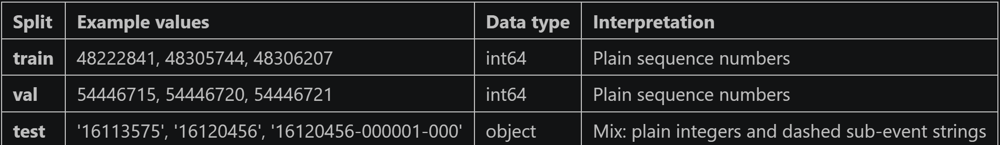 Split Example values Data type Interpretation
train 48222841, 48305744, 48306207 int64 Plain sequence numbers
val 54446715, 54446720, 54446721 int64 Plain sequence numbers
test '16113575', '16120456', '16120456-000001-000' object Mix: plain integers and dashed sub-event strings